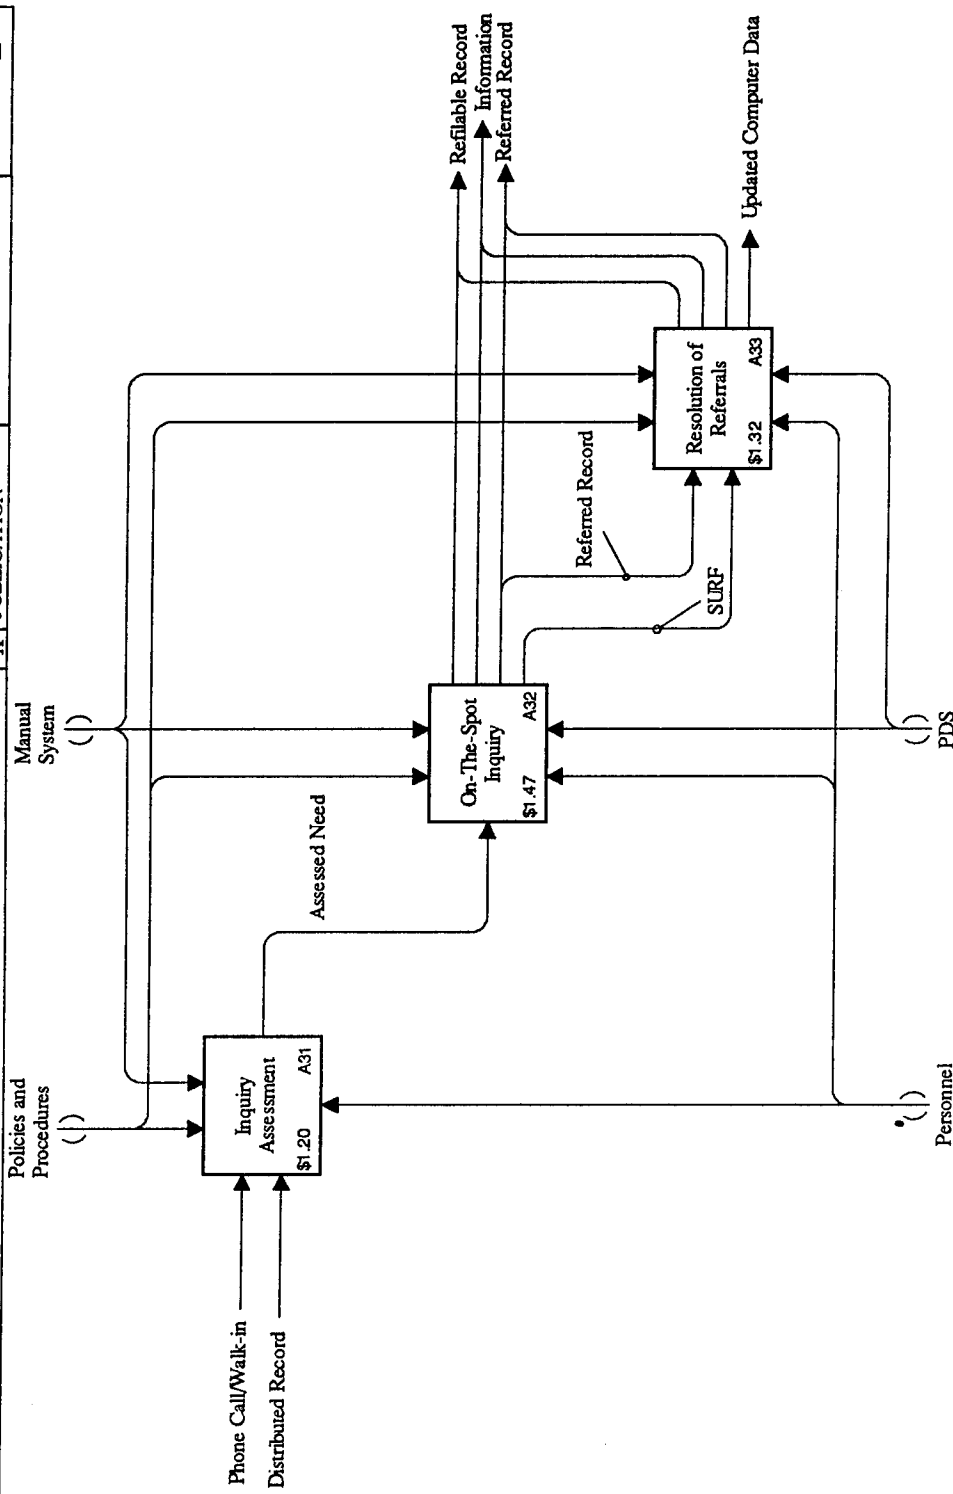 Policies and
Procedures
Manual
System
Phone Call/Walk-in
Distributed Record
Inquiry
Assessment
$1.20
A31
Assessed Need
On-The-Spot
Inquiry
$1.47
A32
Referred Record
SURF
Resolution of
Referrals
$1.32
A33
Refilable Record
Information
Referred Record
Updated Computer Data
Personnel
PDS